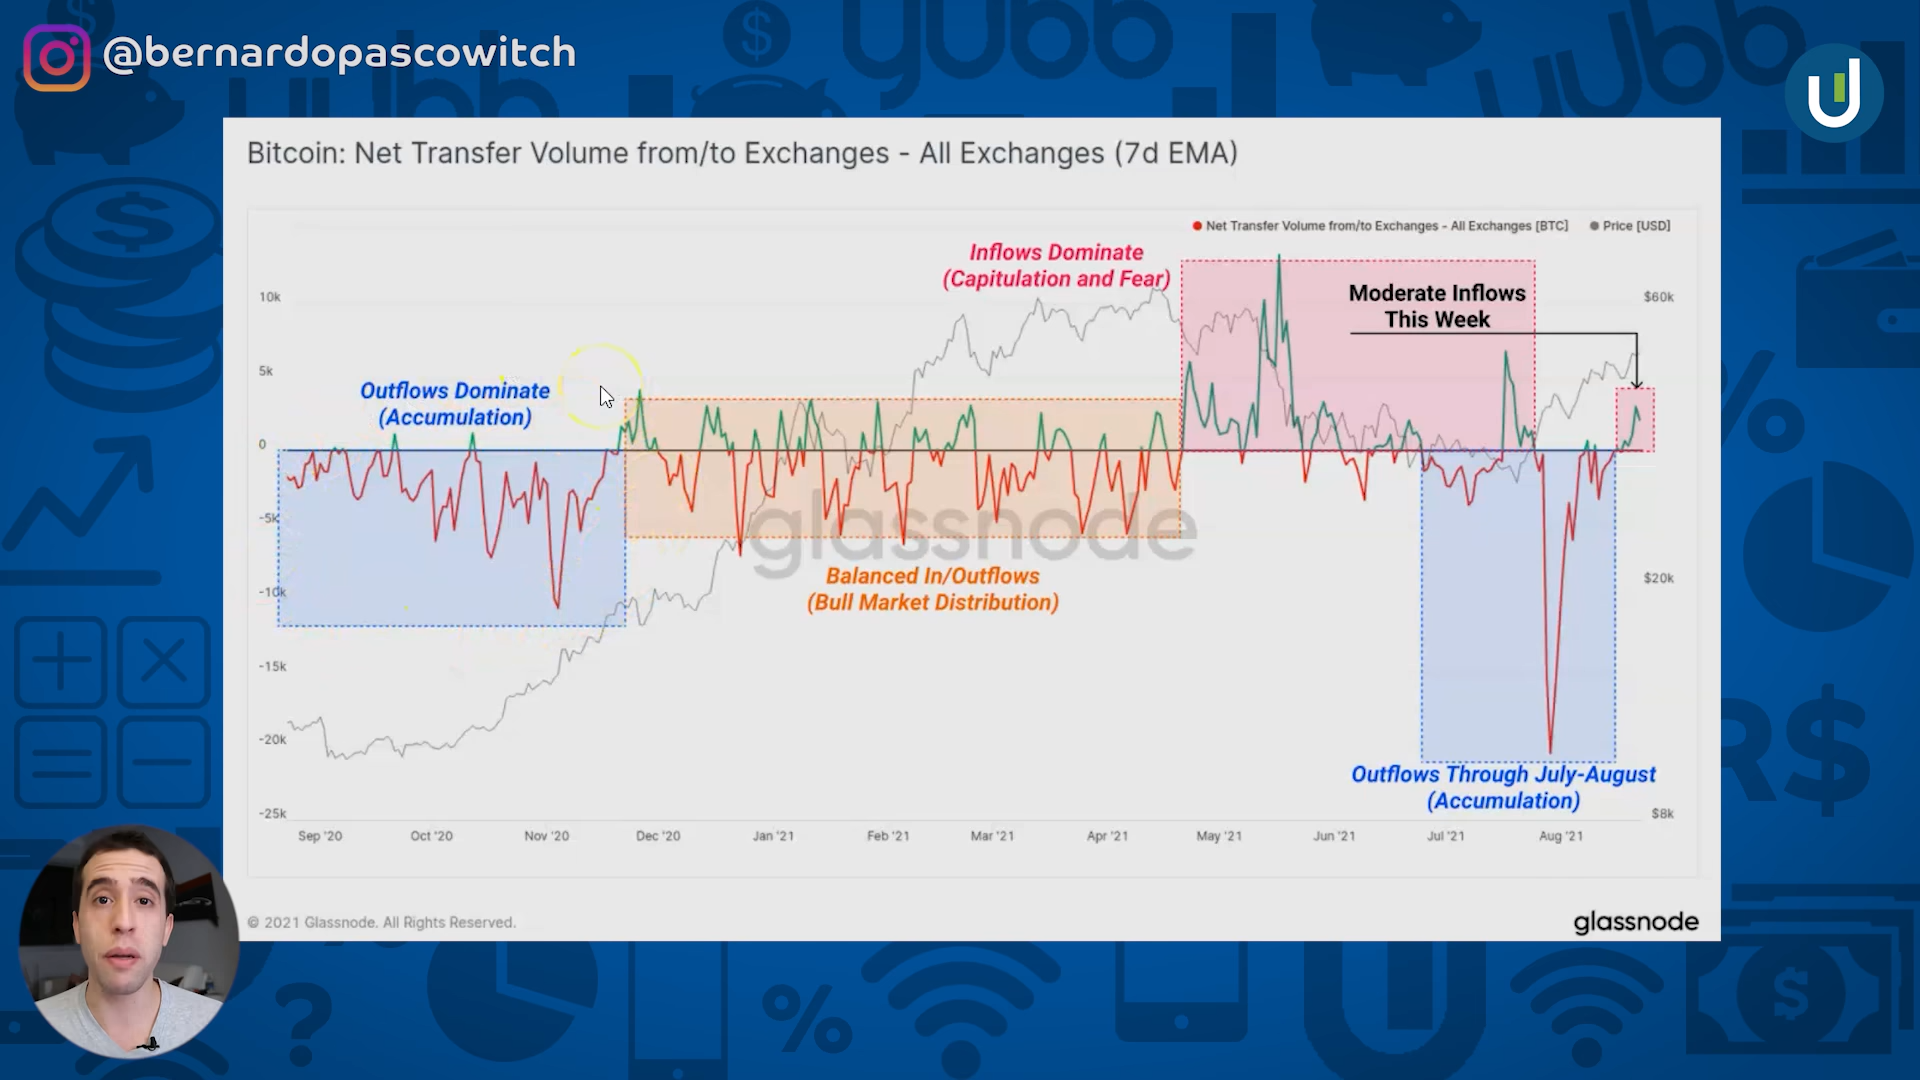 @bernardopascowitch
yubb
yubb
Bitcoin: Net Transfer Volume from/to Exchanges - All Exchanges (7d EMA)
Net Transfer Volume from/to Exchanges - All Exchanges [BTC]
Price [USD]
Inflows Dominate
(Capitulation and Fear)
Moderate Inflows
This Week
Outflows Dominate
(Accumulation)
10k
5k
0
-5k
-10k
-15k
-20k
-25k
$60k
$20k
$8k
glassnode
Balanced In/Outflows
(Bull Market Distribution)
Outflows Through July-August
(Accumulation)
Sep '20
Oct '20
Nov '20
Dec '20
Jan '21
Feb '21
Mar '21
Apr '21
May '21
Jun '21
Jul '21
Aug '21
R$
© 2021 Glassnode. All Rights Reserved.
glassnode